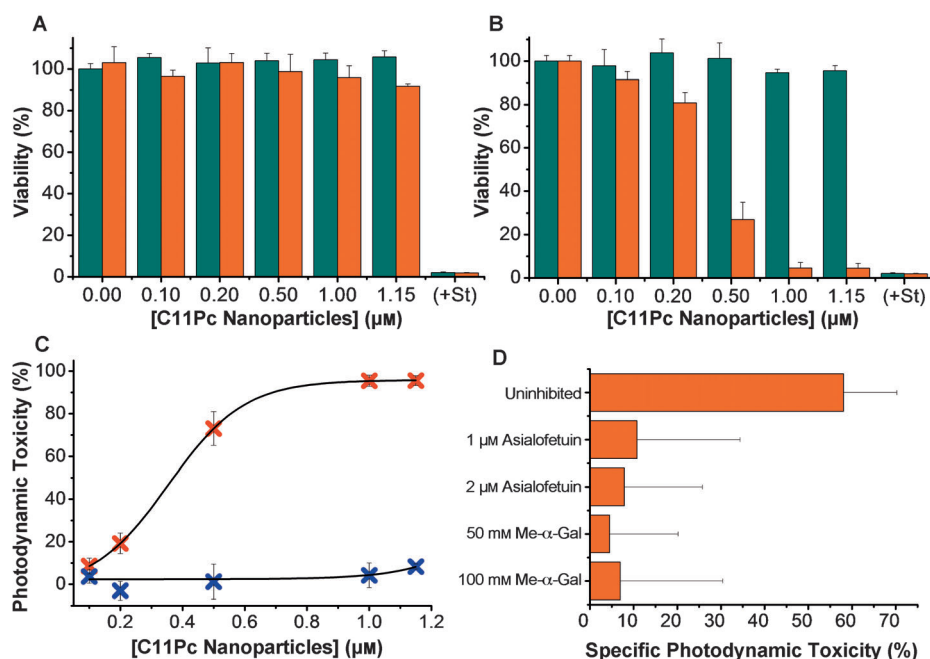 A
Viability (%)
100
80
60
40
20
0
0.00 0.10 0.20 0.50 1.00 1.15 (+St)
[C11Pc Nanoparticles] (μM)
B
Viability (%)
100
80
60
40
20
0
0.00 0.10 0.20 0.50 1.00 1.15 (+St)
[C11Pc Nanoparticles] (μM)
C
Photodynamic Toxicity (%)
100
80
60
40
20
0
0.2 0.4 0.6 0.8 1.0 1.2
[C11Pc Nanoparticles] (μM)
D
Uninhibited
1 μM Asialofetuin
2 μM Asialofetuin
50 mM Me-α-Gal
100 mM Me-α-Gal
0 10 20 30 40 50 60 70
Specific Photodynamic Toxicity (%)